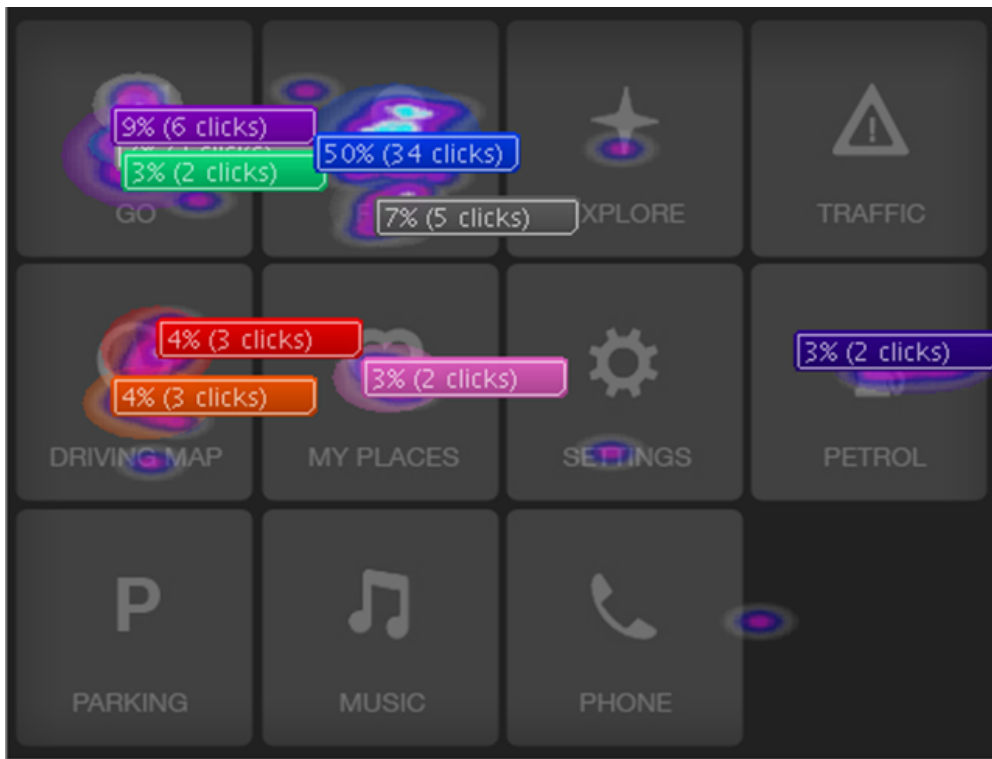 9% (6 clicks)
50% (34 clicks)
3% (2 clicks)
7% (5 clicks)
GO
XPLORE
TRAFFIC
4% (3 clicks)
3% (2 clicks)
3% (2 clicks)
4% (3 clicks)
DRIVING MAP
MY PLACES
SETTINGS
PETROL
P
PARKING
MUSIC
PHONE